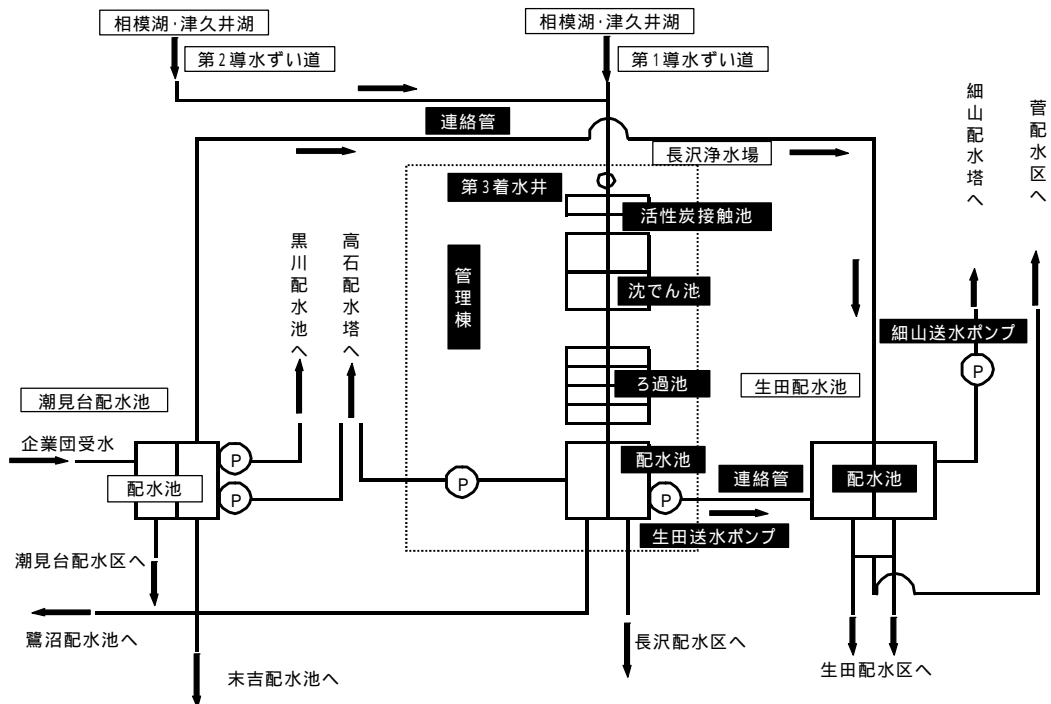 相模湖・津久井湖
相模湖・津久井湖
第2導水ずい道
第1導水ずい道
連絡管
長沢浄水場
細山配水塔へ
菅配水区へ
第3着水井
活性炭接触池
黒川配水池へ
高石配水塔へ
管理棟
沈でん池
細山送水ポンプ
P
ろ過池
生田配水池
潮見台配水池
企業団受水
P
配水池
P
配水池
P
P
連絡管
配水池
生田送水ポンプ
潮見台配水区へ
鷺沼配水池へ
長沢配水区へ
生田配水区へ
末吉配水池へ